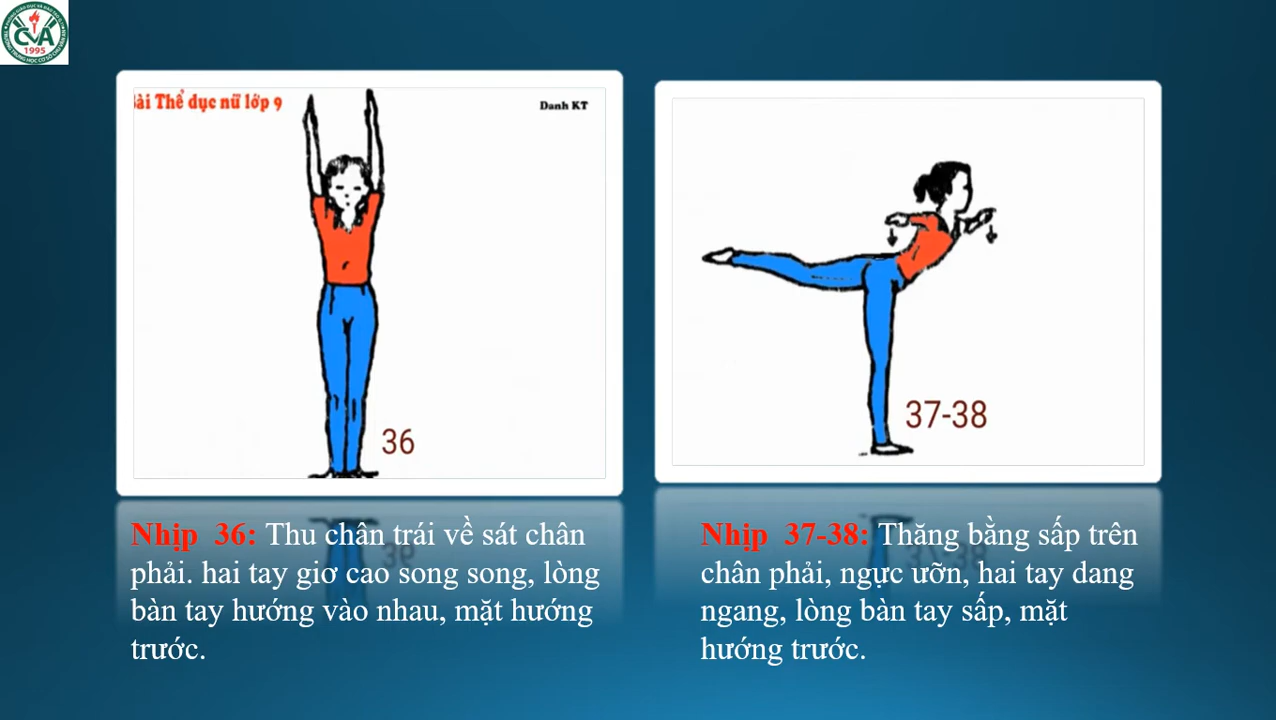 CVA
1995
ài Thể dục nữ lớp 9
Danh KT
36
37-38
Nhịp 36: Thu chân trái về sát chân
phải. hai tay giơ cao song song, lòng
bàn tay hướng vào nhau, mặt hướng
trước.
Nhịp 37-38: Thăng bằng sấp trên
chân phải, ngực ưỡn, hai tay dang
ngang, lòng bàn tay sấp, mặt
hướng trước.